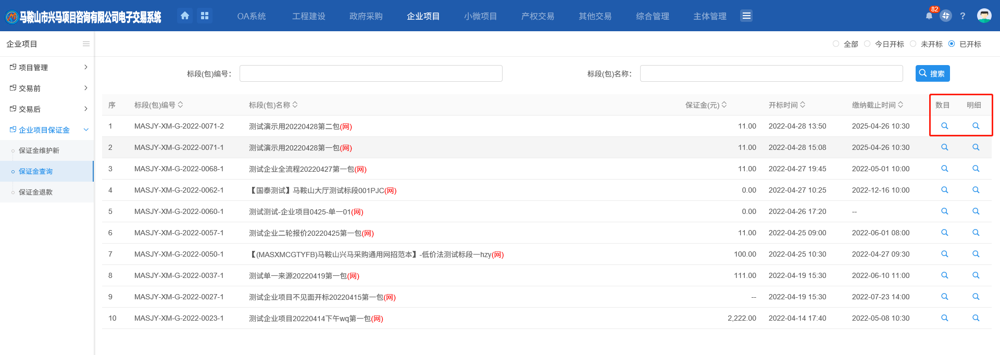 马鞍山市兴马项目咨询有限公司电子交易系统 OA系统 工程建设 政府采购 企业项目 小微项目 产权交易 其他交易 综合管理 主体管理 82 ?
企业项目 全部 今日开标 未开标 已开标
项目管理
交易前
交易后
企业项目保证金
保证金维护新
保证金查询
保证金退款
标段(包)编号: 标段(包)名称: 搜索
序 标段(包)编号 标段(包)名称 保证金(元) 开标时间 缴纳截止时间 数目 明细
1 MASJY-XM-G-2022-0071-2 测试演示用20220428第二包(网) 11.00 2022-04-28 13:50 2025-04-26 10:30
2 MASJY-XM-G-2022-0071-1 测试演示用20220428第一包(网) 11.00 2022-04-28 15:08 2025-04-26 10:30
3 MASJY-XM-G-2022-0068-1 测试企业全流程20220427第一包(网) 11.00 2022-04-27 19:45 2022-05-01 10:00
4 MASJY-XM-G-2022-0062-1 【国泰测试】马鞍山大厅测试标段001PJC(网) 0.00 2022-04-27 10:25 2022-12-16 10:00
5 MASJY-XM-G-2022-0060-1 测试测试-企业项目0425-单一01(网) 0.00 2022-04-26 17:20 --
6 MASJY-XM-G-2022-0057-1 测试企业二轮报价20220425第一包(网) 11.00 2022-04-25 09:00 2022-06-01 08:00
7 MASJY-XM-G-2022-0050-1 【(MASXMCGTYFB)马鞍山兴马采购通用网招范本】-低价法测试标段一hzy(网) 100.00 2022-04-25 10:30 2022-04-27 09:30
8 MASJY-XM-G-2022-0037-1 测试单一来源20220419第一包(网) 111.00 2022-04-19 15:30 2022-06-10 11:00
9 MASJY-XM-G-2022-0027-1 测试企业项目不见面开标20220415第一包(网) -- 2022-04-19 15:30 2022-07-23 14:00
10 MASJY-XM-G-2022-0023-1 测试企业项目20220414下午wq第一包(网) 2,222.00 2022-04-14 17:40 2022-05-08 10:30